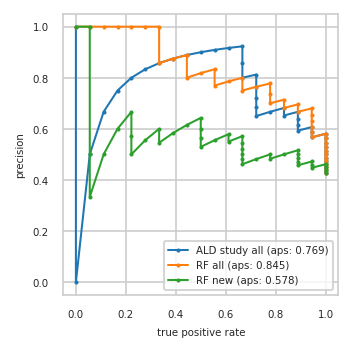 1.0
0.8
0.6
0.4
0.2
0.0
precision
0.0 0.2 0.4 0.6 0.8 1.0
true positive rate
ALD study all (aps: 0.769)
RF all (aps: 0.845)
RF new (aps: 0.578)